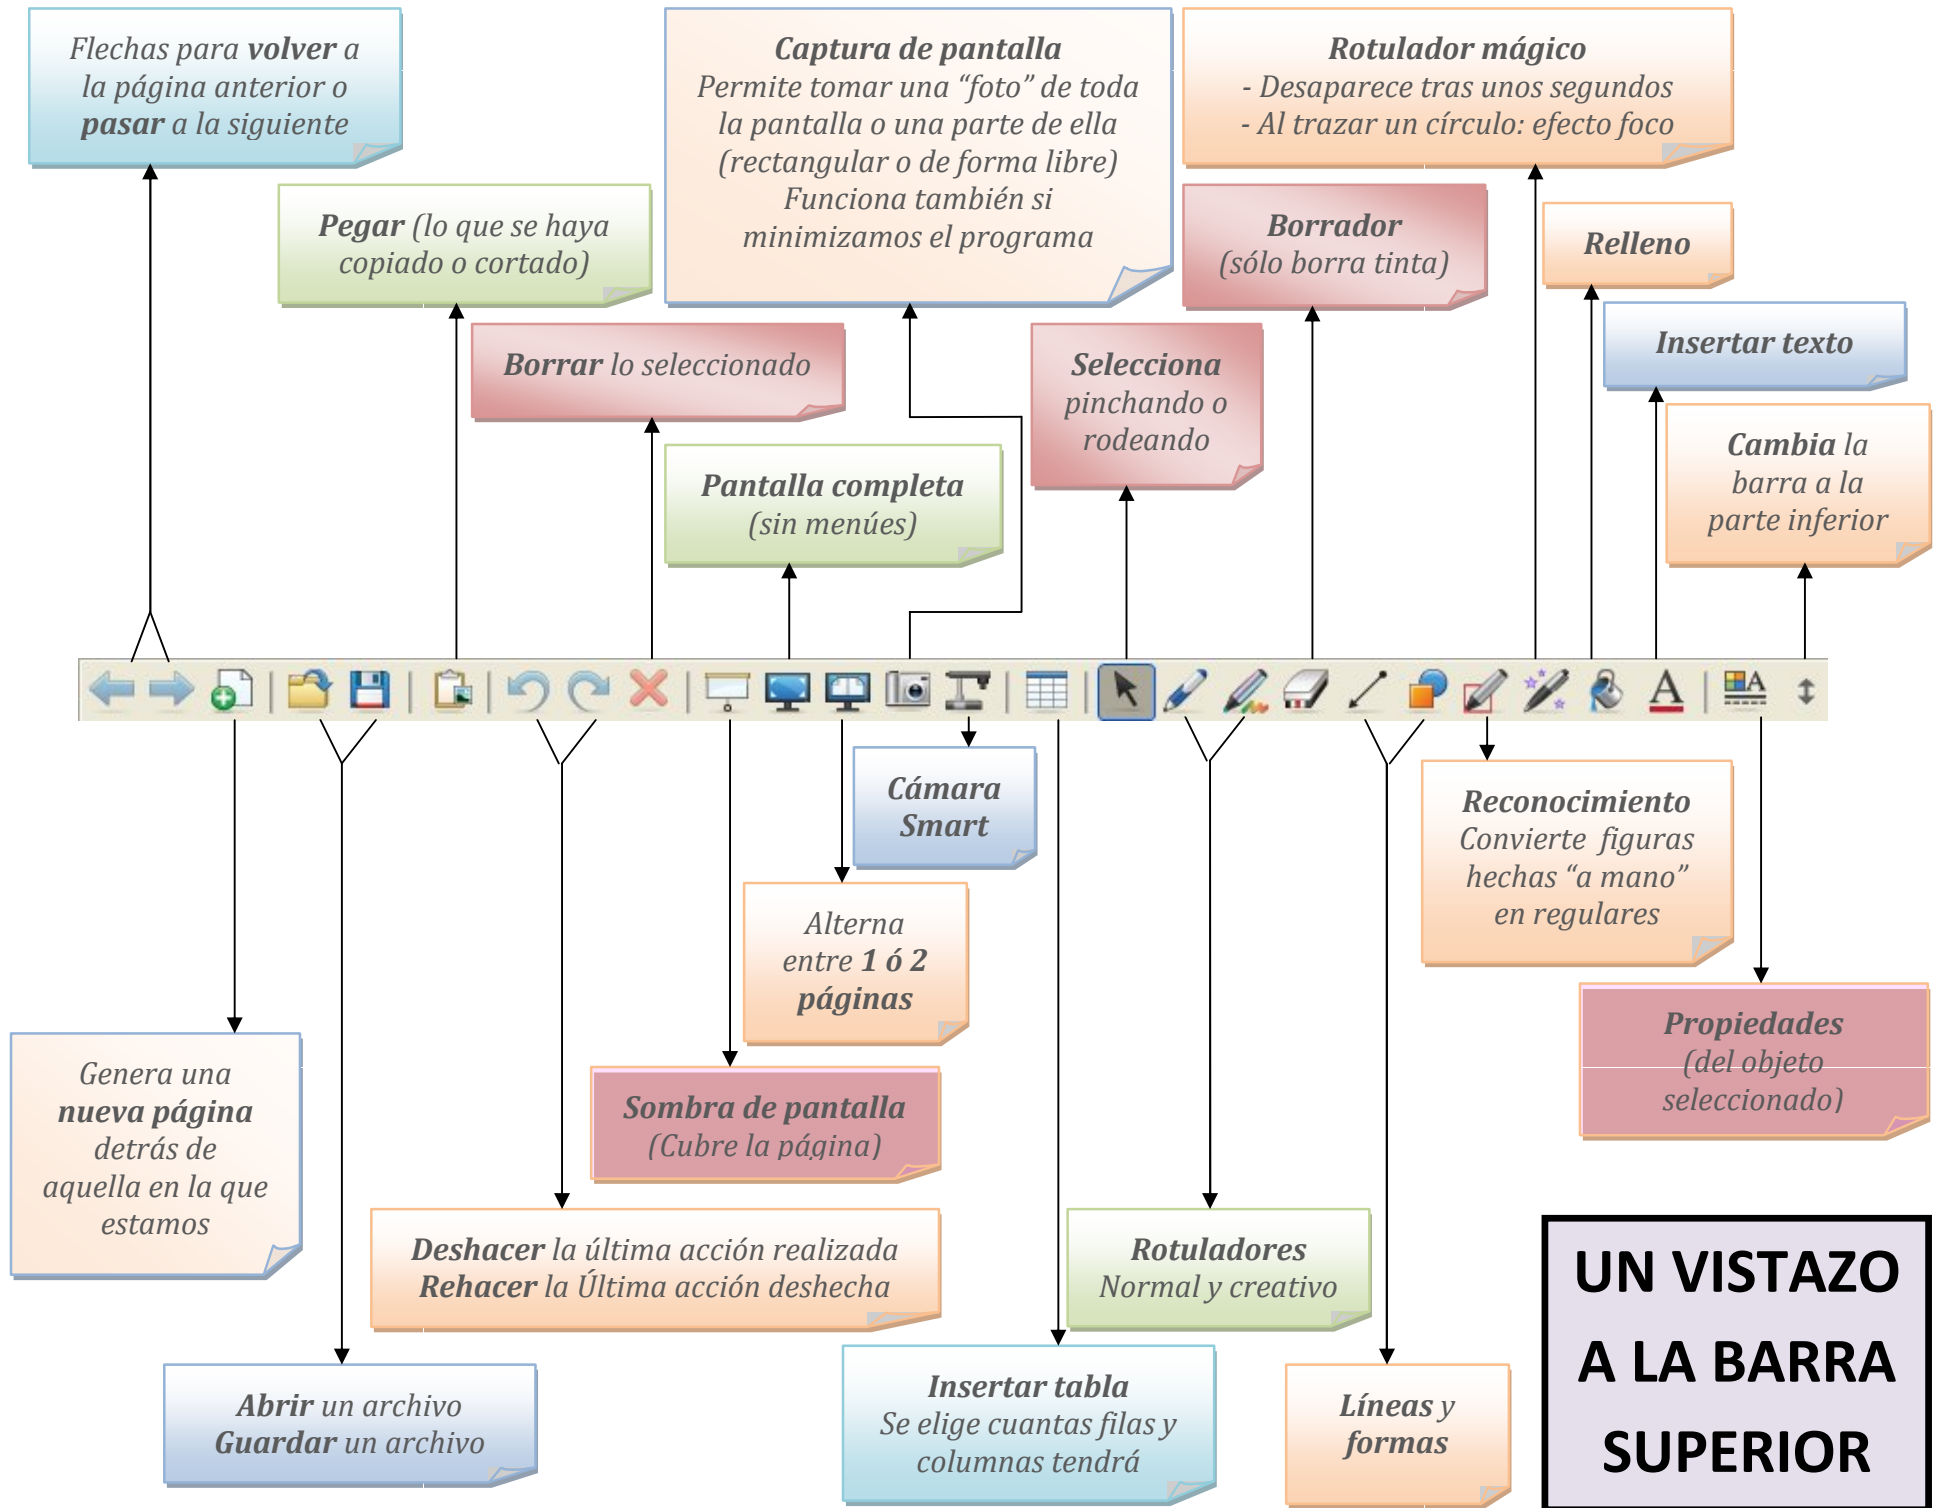 Flechas para volver a
la página anterior o
pasar a la siguiente
Captura de pantalla
Permite tomar una “foto” de toda
la pantalla o una parte de ella
(rectangular o de forma libre)
Funciona también si
minimizamos el programa
Rotulador mágico
- Desaparece tras unos segundos
- Al trazar un círculo: efecto foco
Pegar (lo que se haya
copiado o cortado)
Borrador
(sólo borra tinta)
Relleno
Borrar lo seleccionado
Selecciona
pinchando o
rodeando
Insertar texto
Pantalla completa
(sin menúes)
Cambia la
barra a la
parte inferior
A
A
Cámara
Smart
Reconocimiento
Convierte figuras
hechas “a mano”
en regulares
Alterna
entre 1 ó 2
páginas
Propiedades
(del objeto
seleccionado)
Genera una
nueva página
detrás de
aquella en la que
estamos
Sombra de pantalla
(Cubre la página)
Deshacer la última acción realizada
Rehacer la Última acción deshecha
Rotuladores
Normal y creativo
Abrir un archivo
Guardar un archivo
Insertar tabla
Se elige cuantas filas y
columnas tendrá
Líneas y
formas
UN VISTAZO
A LA BARRA
SUPERIOR